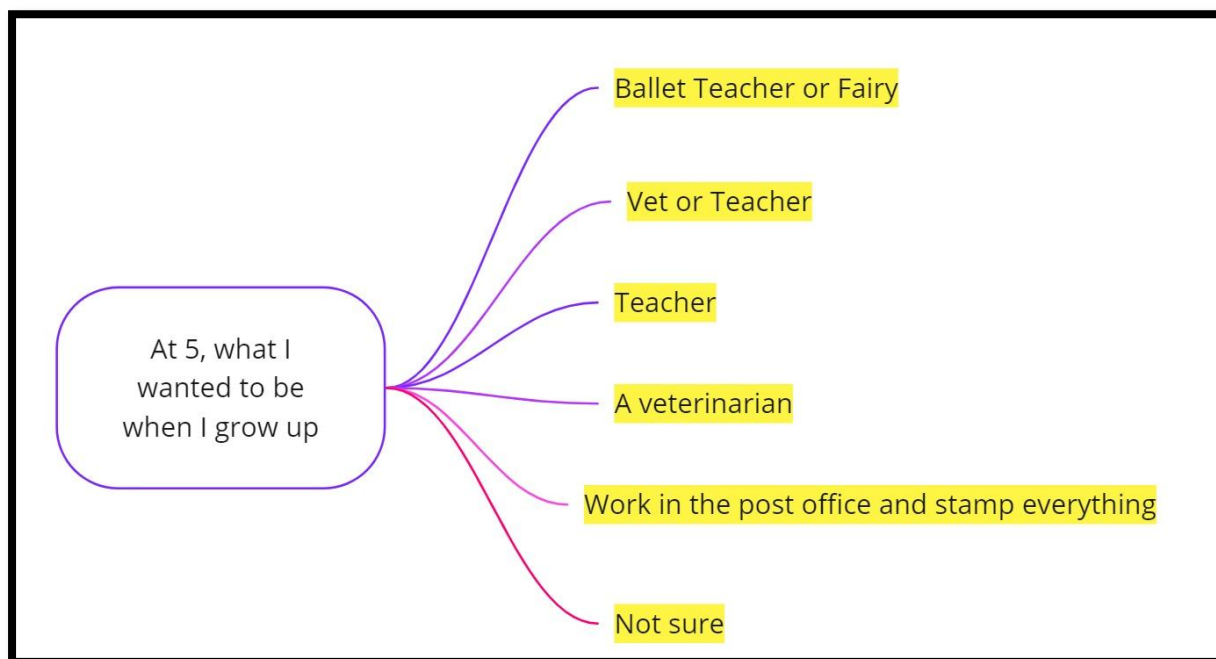 At 5, what I
wanted to be
when I grow up
Ballet Teacher or Fairy
Vet or Teacher
Teacher
A veterinarian
Work in the post office and stamp everything
Not sure